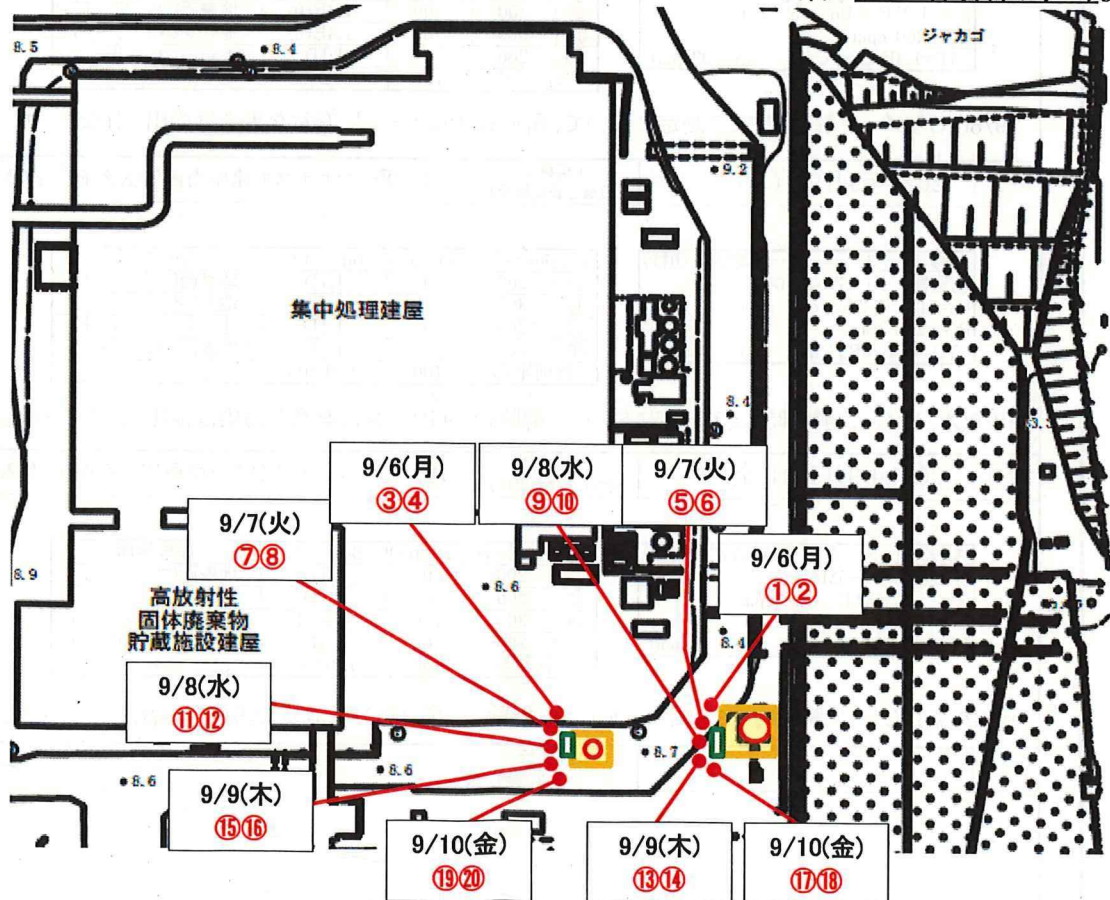 ジャカゴ
8.5
8.4
9.2
集中処理建屋
8.4
9/6(月)
③④
9/8(水)
⑨⑩
9/7(火)
⑤⑥
9/7(火)
⑦⑧
9/6(月)
①②
8.9
8.6
高放射性
固体廃棄物
貯蔵施設建屋
8.4
9/8(水)
⑪⑫
8.7
8.6
8.6
9/9(木)
⑮⑯
9/10(金)
⑲⑳
9/9(木)
⑬⑭
9/10(金)
⑰⑱